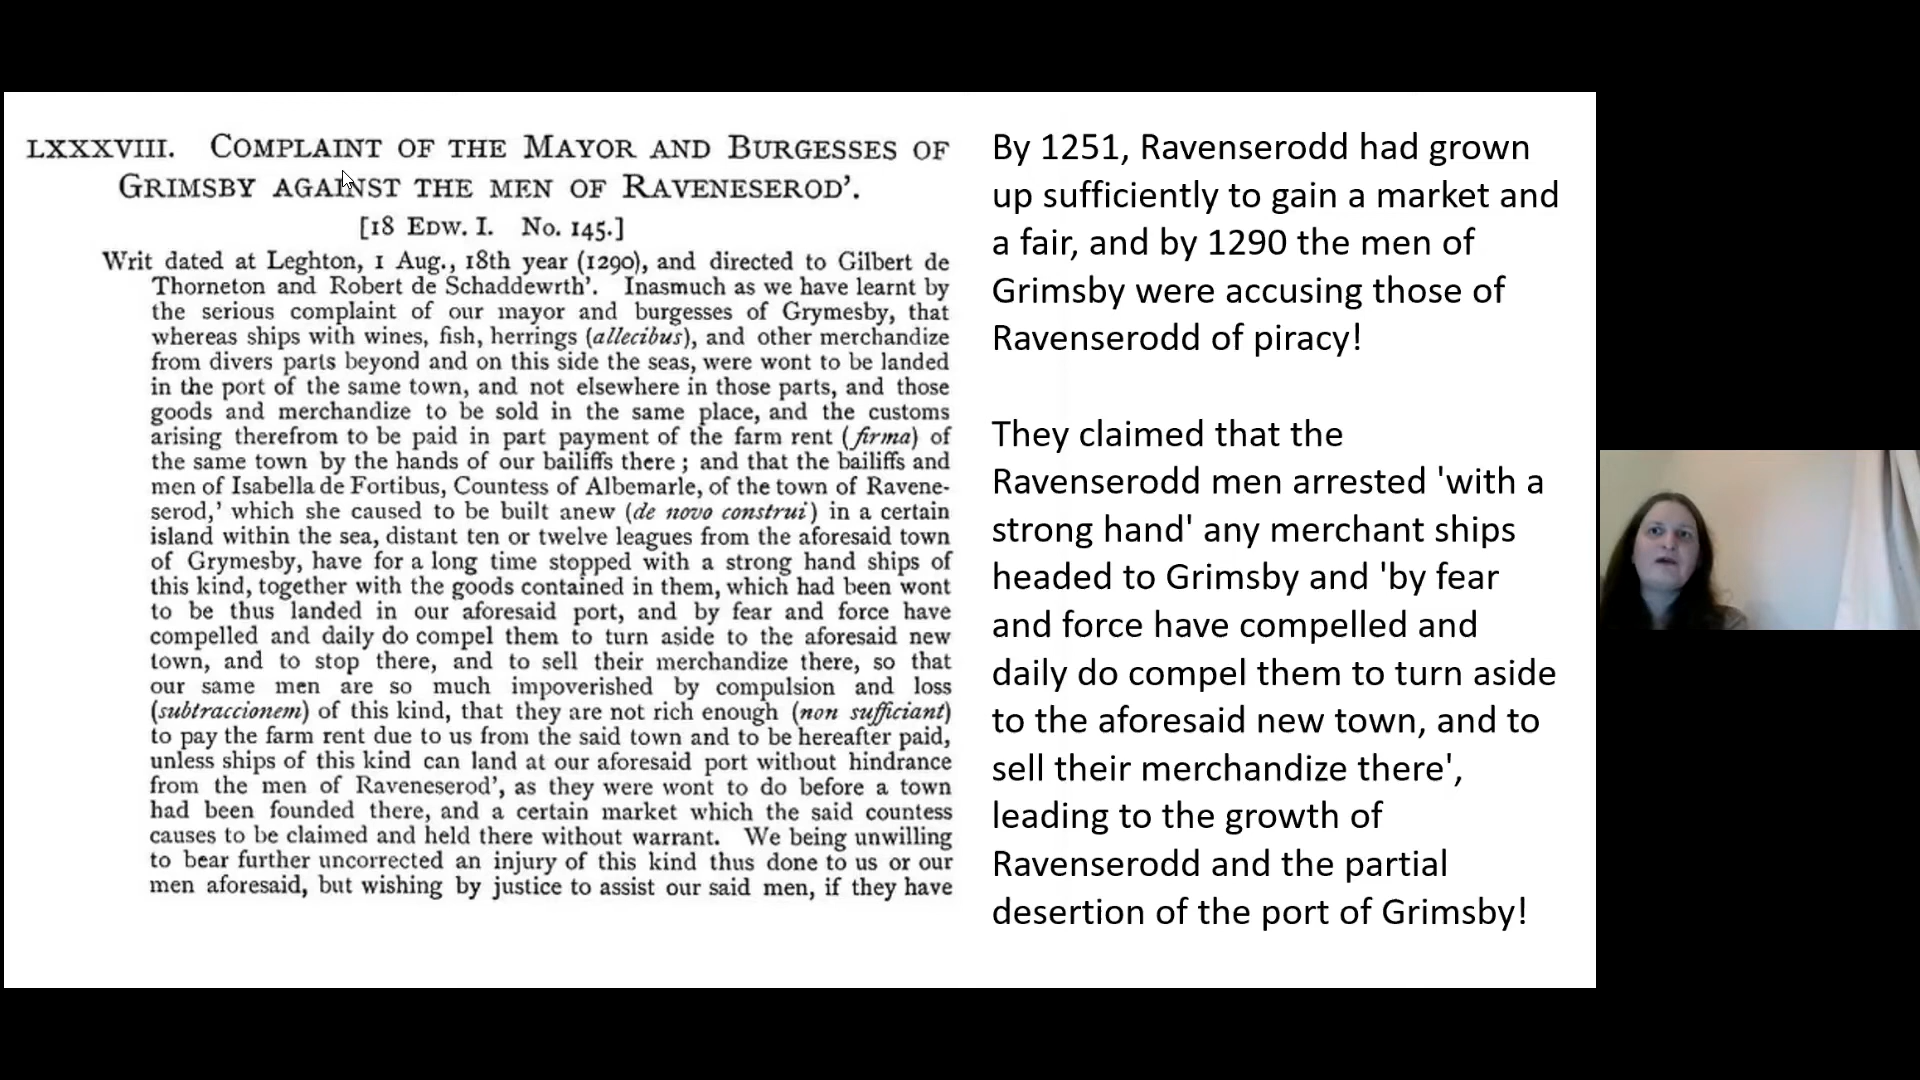 LXXXVIII. COMPLAINT OF THE MAYOR AND BURGESSES OF
GRIMSBY AGAINST THE MEN OF RAVENESEROD'.
[18 EDW. I. No. 145.]
Writ dated at Leghton, 1 Aug., 18th year (1290), and directed to Gilbert de
Thorneton and Robert de Schaddewrth'. Inasmuch as we have learnt by
the serious complaint of our mayor and burgesses of Grymesby, that
whereas ships with wines, fish, herrings (allecibus), and other merchandize
from divers parts beyond and on this side the seas, were wont to be landed
in the port of the same town, and not elsewhere in those parts, and those
goods and merchandize to be sold in the same place, and the customs
arising therefrom to be paid in part payment of the farm rent (firma) of
the same town by the hands of our bailiffs there; and that the bailiffs and
men of Isabella de Fortibus, Countess of Albemarle, of the town of Ravene-
serod,' which she caused to be built anew (de novo construi) in a certain
island within the sea, distant ten or twelve leagues from the aforesaid town
of Grymesby, have for a long time stopped with a strong hand ships of
this kind, together with the goods contained in them, which had been wont
to be thus landed in our aforesaid port, and by fear and force have
compelled and daily do compel them to turn aside to the aforesaid new
town, and to stop there, and to sell their merchandize there, so that
our same men are so much impoverished by compulsion and loss
(subtraccionem) of this kind, that they are not rich enough (non sufficiant)
to pay the farm rent due to us from the said town and to be hereafter paid,
unless ships of this kind can land at our aforesaid port without hindrance
from the men of Raveneserod', as they were wont to do before a town
had been founded there, and a certain market which the said countess
causes to be claimed and held there without warrant. We being unwilling
to bear further uncorrected an injury of this kind thus done to us or our
men aforesaid, but wishing by justice to assist our said men, if they have
By 1251, Ravenserodd had grown
up sufficiently to gain a market and
a fair, and by 1290 the men of
Grimsby were accusing those of
Ravenserodd of piracy!
They claimed that the
Ravenserodd men arrested 'with a
strong hand' any merchant ships
headed to Grimsby and 'by fear
and force have compelled and
daily do compel them to turn aside
to the aforesaid new town, and to
sell their merchandize there',
leading to the growth of
Ravenserodd and the partial
desertion of the port of Grimsby!